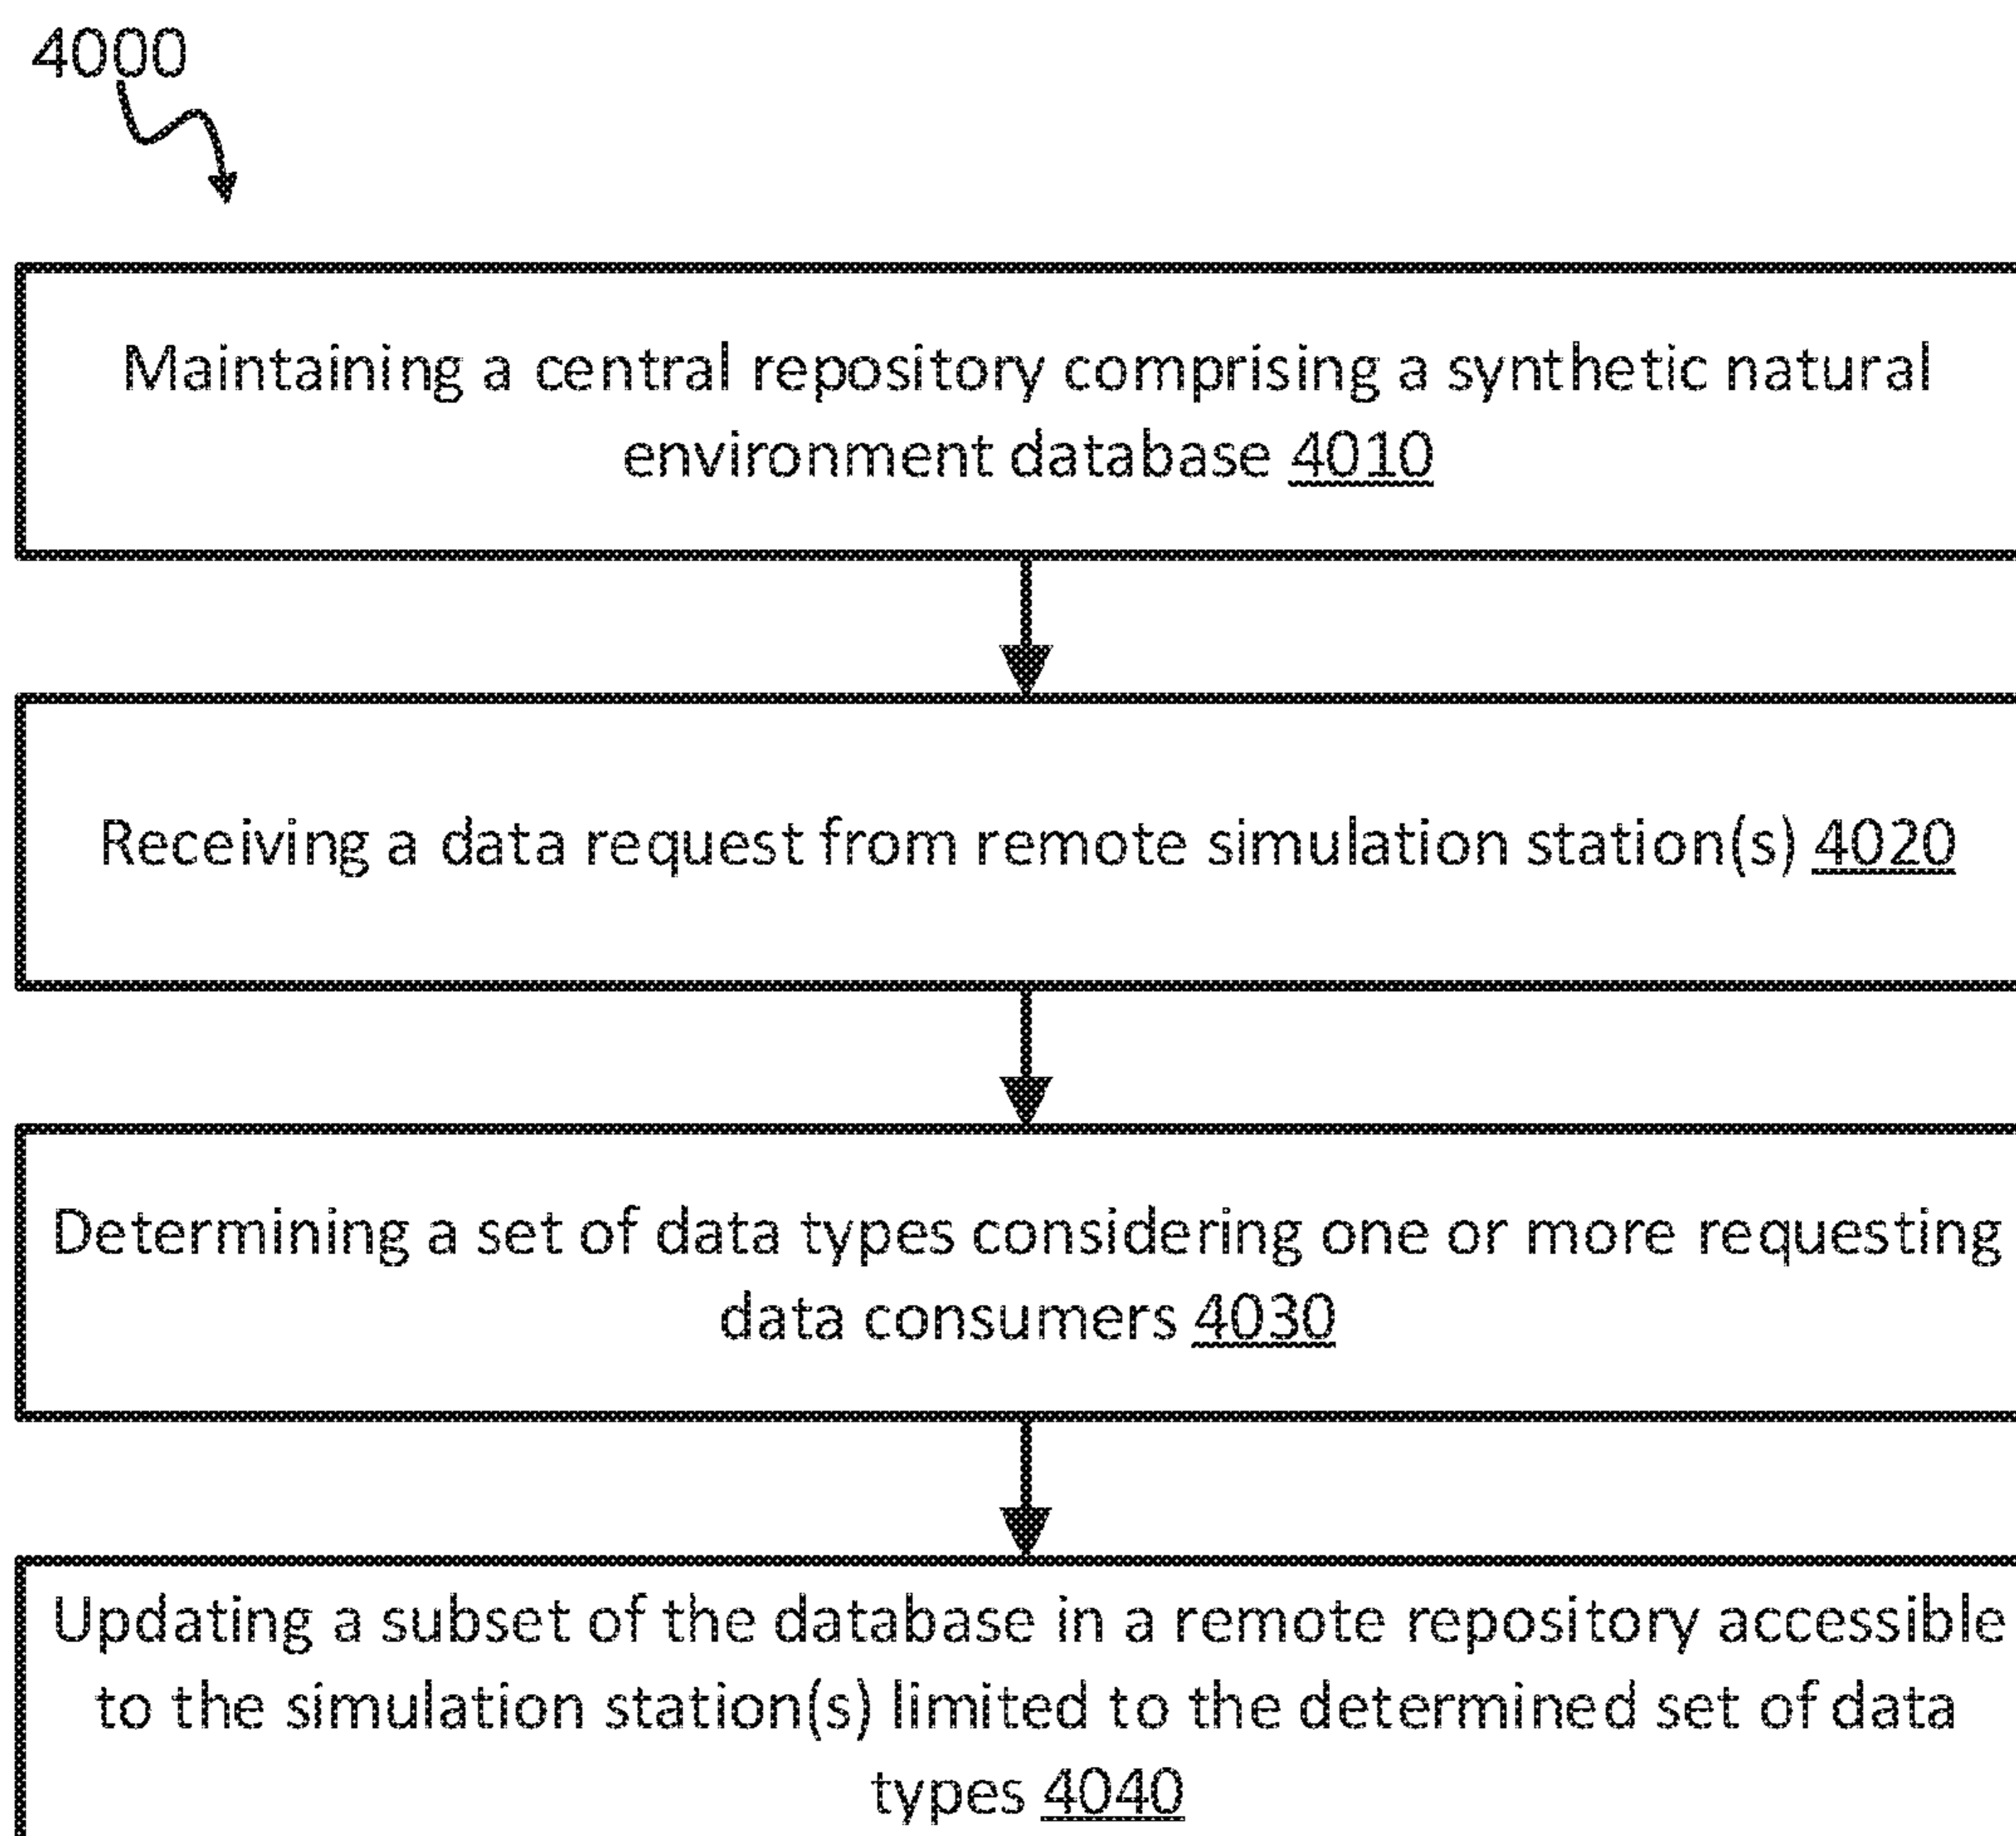 4000
Maintaining a central repository comprising a synthetic natural
environment database 4010
Receiving a data request from remote simulation station(s) 4020
Determining a set of data types considering one or more requesting
data consumers 4030
Updating a subset of the database in a remote repository accessible
to the simulation station(s) limited to the determined set of data
types 4040